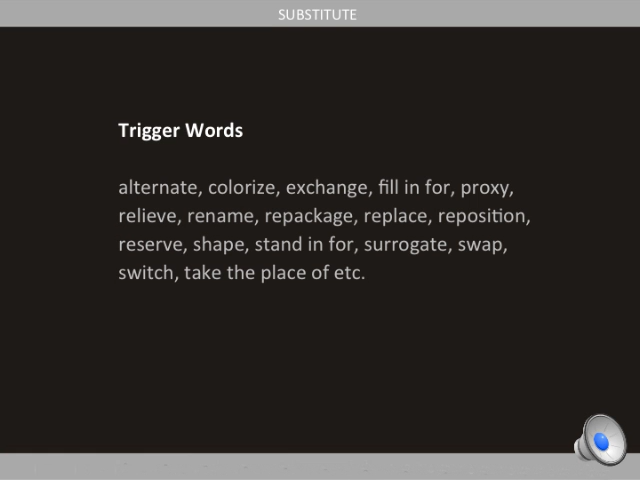 SUBSTITUTE
Trigger Words
alternate, colorize, exchange, fill in for, proxy,
relieve, rename, repackage, replace, reposition,
reserve, shape, stand in for, surrogate, swap,
switch, take the place of etc.